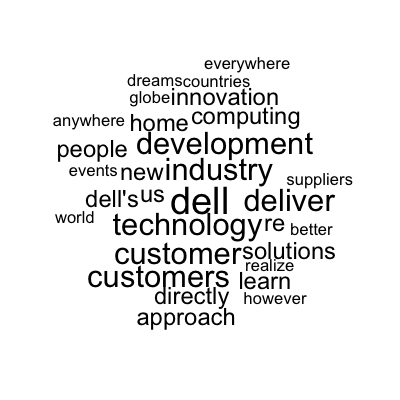 everywhere
dreams countries
globe innovation
anywhere home computing
people development
events new industry suppliers
dell's us dell deliver
world technology re better
customer solutions
realize
customers learn
directly however
approach